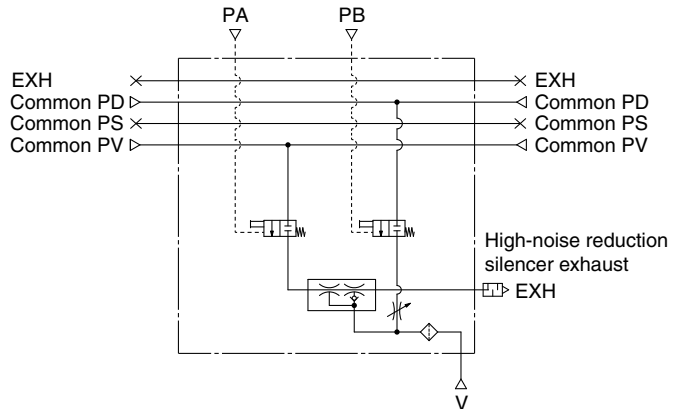 PA
PB
EXH
EXH
Common PD
Common PD
Common PS
Common PS
Common PV
Common PV
High-noise reduction
silencer exhaust
EXH
V